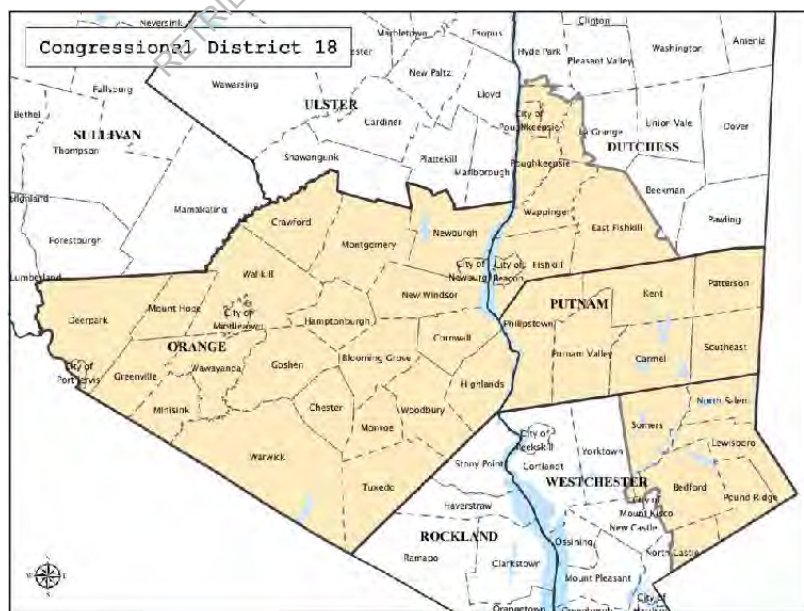 Congressional District 18
RETRIE
Neversink
Marbletown
Esopus
Hyde Park
Clinton
Pleasant Valley
Washington
Amenia
Fallsburg
Wawarsing
New Paltz
Lloyd
ULSTER
Gardiner
Bethel
SULLIVAN
Thompson
Shawangunk
Plattekill
Marlborough
City of
Poughkeepsie
Poughkeepsie
La Grange
Union Vale
Dover
DUTCHESS
Beekman
Pawling
Highland
Mamakating
Forestburgh
Lumberland
Crawford
Montgomery
Newburgh
Wappinger
East Fishkill
Wallkill
City of
Newburgh
City of
Beacon
Fishkill
Deerpark
Mount Hope
City of
Middletown
Hamptonburgh
New Windsor
Philipstown
PUTNAM
Kent
Patterson
ORANGE
Wawayanda
Goshen
Blooming Grove
Cornwall
Putnam Valley
Carmel
Southeast
City of
Port Jervis
Greenville
Minisink
Chester
Monroe
Woodbury
Highlands
Warwick
Tuxedo
Somers
North Salem
Lewisboro
Bedford
Pound Ridge
Stony Point
City of
Peekskill
Cortlandt
Yorktown
WESTCHESTER
City of
Mount Kisco
New Castle
North Castle
Haverstraw
ROCKLAND
Ramapo
Clarkstown
Ossining
Mount Pleasant
Orangetown
Greenburgh
City of
N
W
E
S